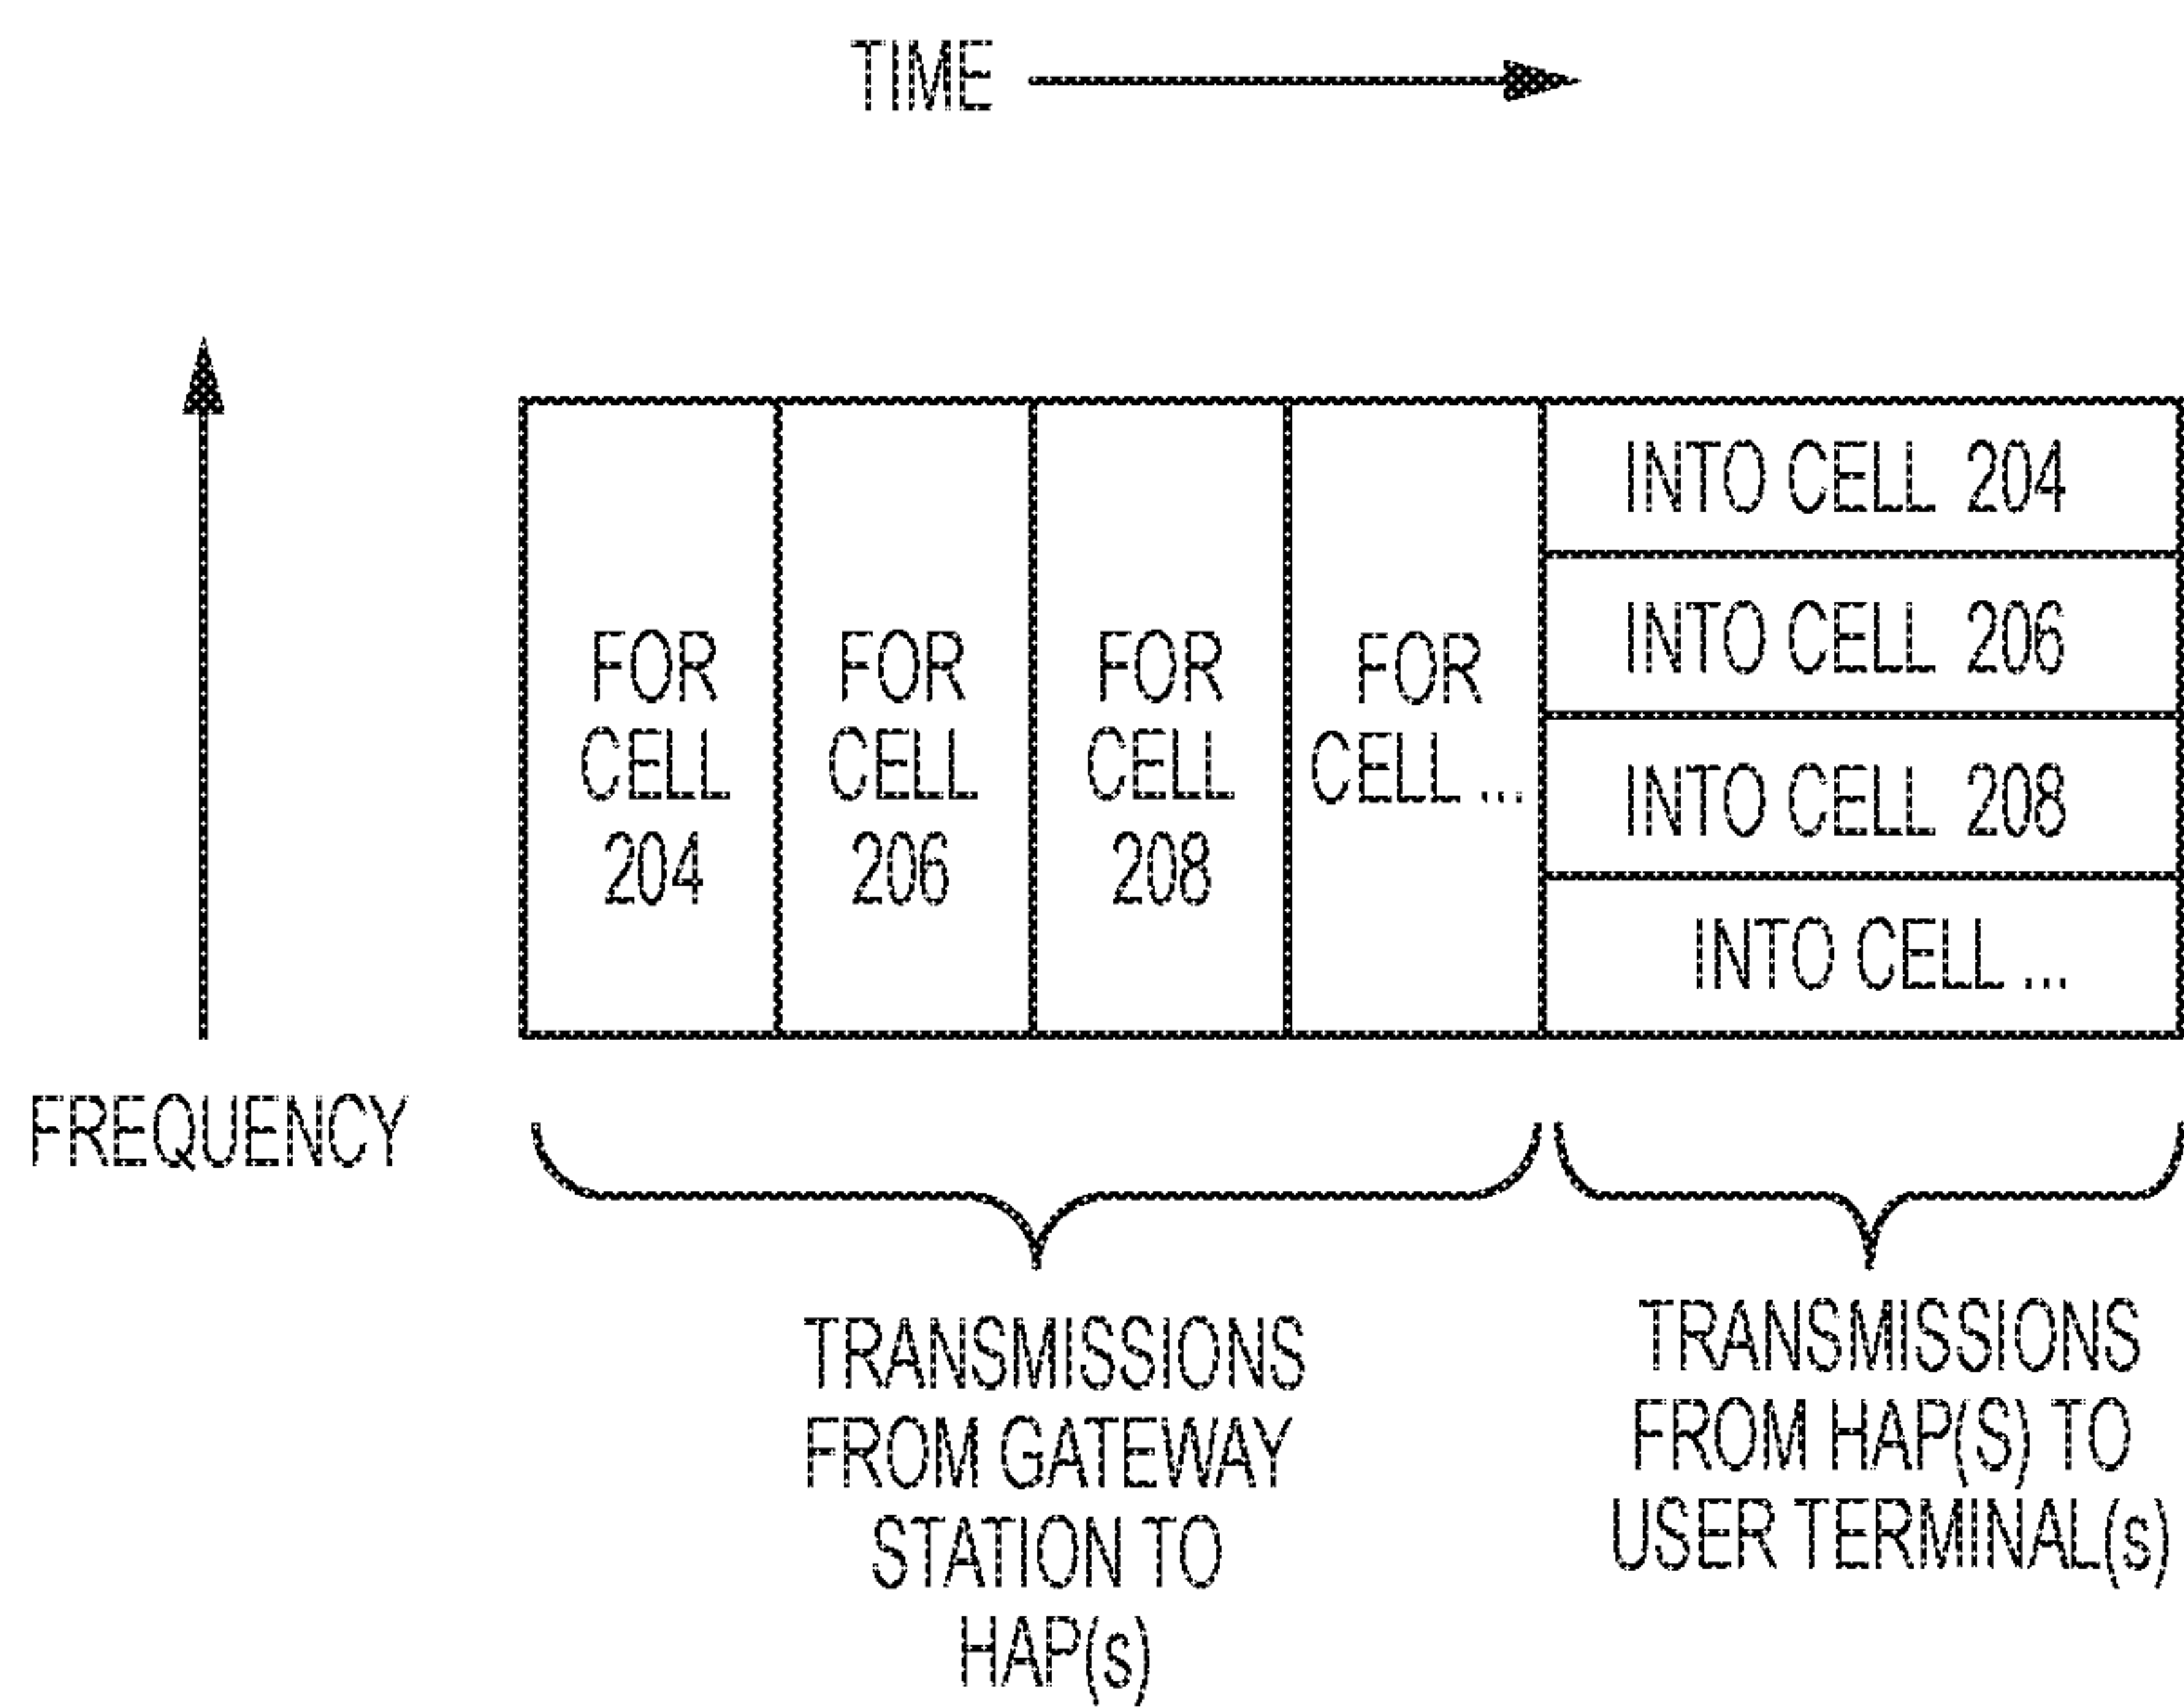 TIME
FOR
CELL
204
FOR
CELL
206
FOR
CELL
208
FOR
CELL ...
INTO CELL 204
INTO CELL 206
INTO CELL 208
INTO CELL ...
FREQUENCY
TRANSMISSIONS
FROM GATEWAY
STATION TO
HAP(s)
TRANSMISSIONS
FROM HAP(S) TO
USER TERMINAL(s)